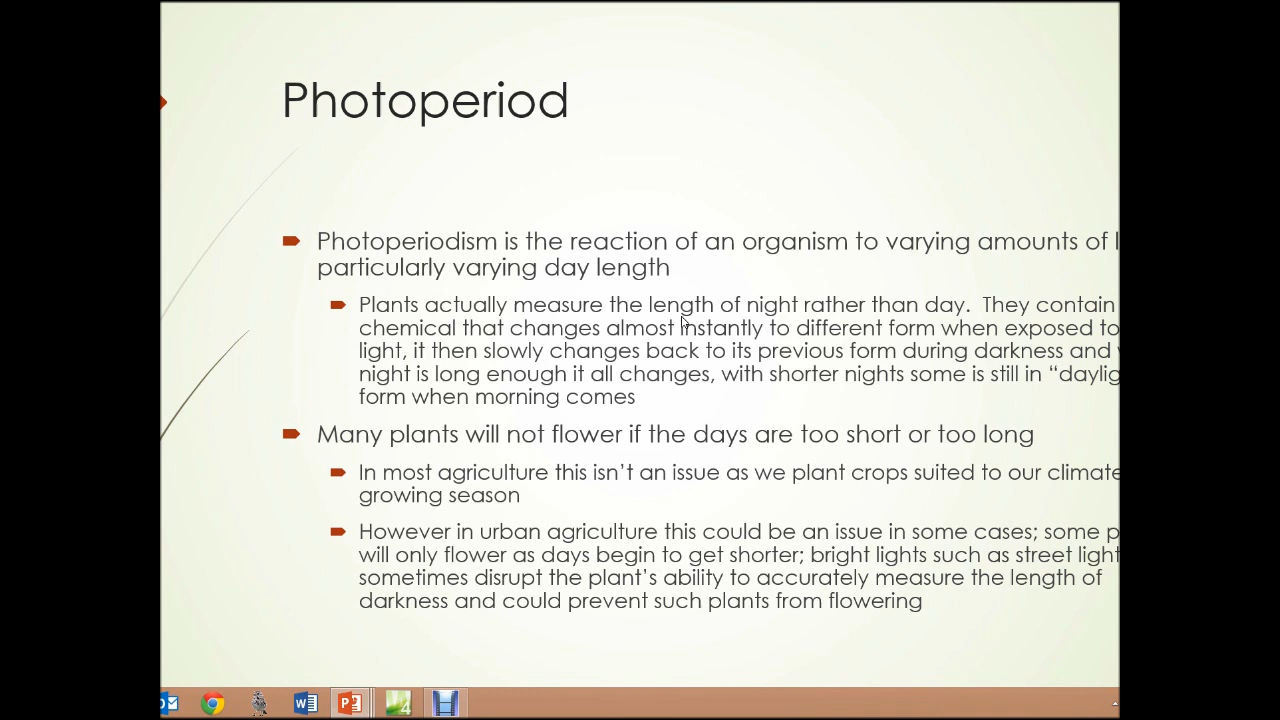 Photoperiod
Photoperiodism is the reaction of an organism to varying amounts of
particularly varying day length
Plants actually measure the length of night rather than day. They contain
chemical that changes almost instantly to different form when exposed to
light, it then slowly changes back to its previous form during darkness and
night is long enough it all changes, with shorter nights some is still in “daylig
form when morning comes
Many plants will not flower if the days are too short or too long
In most agriculture this isn’t an issue as we plant crops suited to our climate
growing season
However in urban agriculture this could be an issue in some cases; some p
will only flower as days begin to get shorter; bright lights such as street light
sometimes disrupt the plant’s ability to accurately measure the length of
darkness and could prevent such plants from flowering